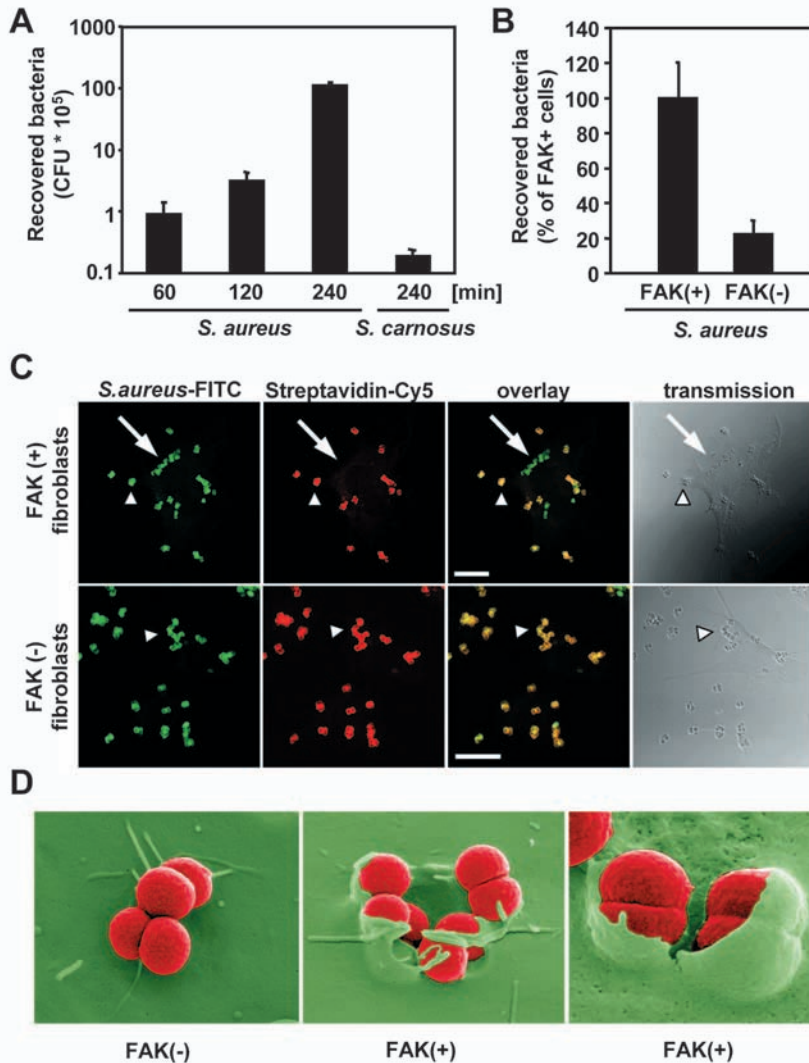 A
Recovered bacteria
(CFU * 10⁵)
1000
100
10
1
0.1
60 120 240 240 [min]
S. aureus S. carnosus
B
Recovered bacteria
(% of FAK+ cells)
140
120
100
80
60
40
20
0
FAK(+) FAK(-)
S. aureus
C
S.aureus-FITC Streptavidin-Cy5 overlay transmission
FAK (+)
fibroblasts
FAK (-)
fibroblasts
D
FAK(-) FAK(+) FAK(+)